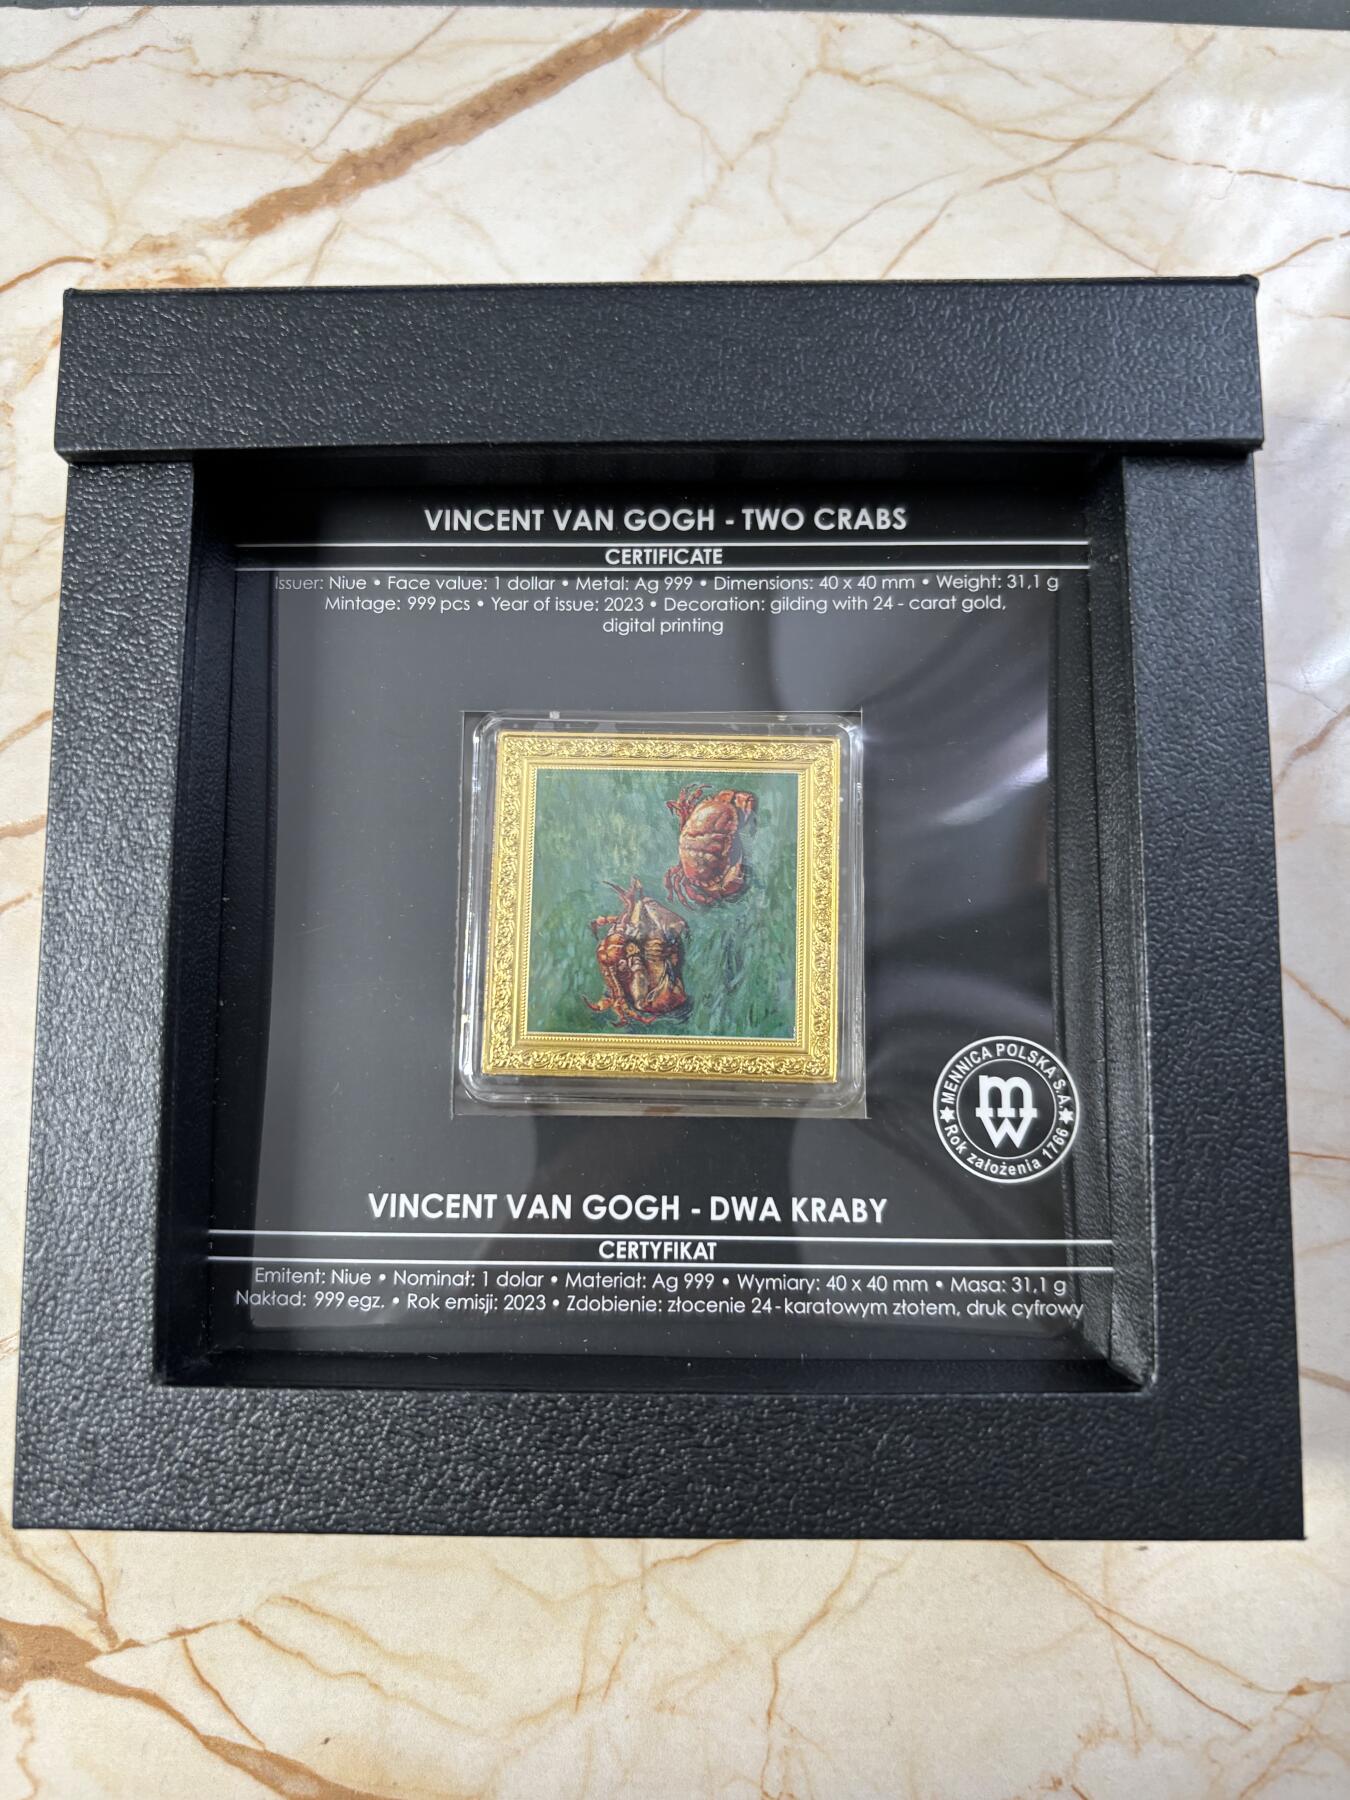 VINCENT VAN GOGH - TWO CRABS
CERTIFICATE
Issuer: Niue • Face value: 1 dollar • Metal: Ag 999 • Dimensions: 40 x 40 mm • Weight: 31,1 g
Mintage: 999 pcs • Year of issue: 2023 • Decoration: gilding with 24 - carat gold,
digital printing
MENNICA POLSKA S.A.
mw
Rok założenia 1766
VINCENT VAN GOGH - DWA KRABY
CERTYFIKAT
Emitent: Niue • Nominał: 1 dolar • Materiał: Ag 999 • Wymiary: 40 x 40 mm • Masa: 31,1 g
Nakład: 999 egz. • Rok emisji: 2023 • Zdobienie: złocenie 24-karatowym złotem, druk cyfrowy